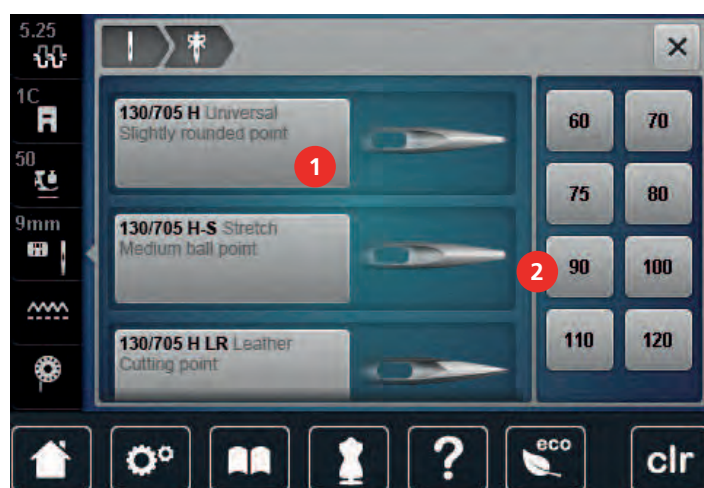 5.25
1C
50
9mm
130/705 H Universal
Slightly rounded point
1
130/705 H-S Stretch
Medium ball point
130/705 H LR Leather
Cutting point
60 70
75 80
2
90 100
110 120
?
eco
clr